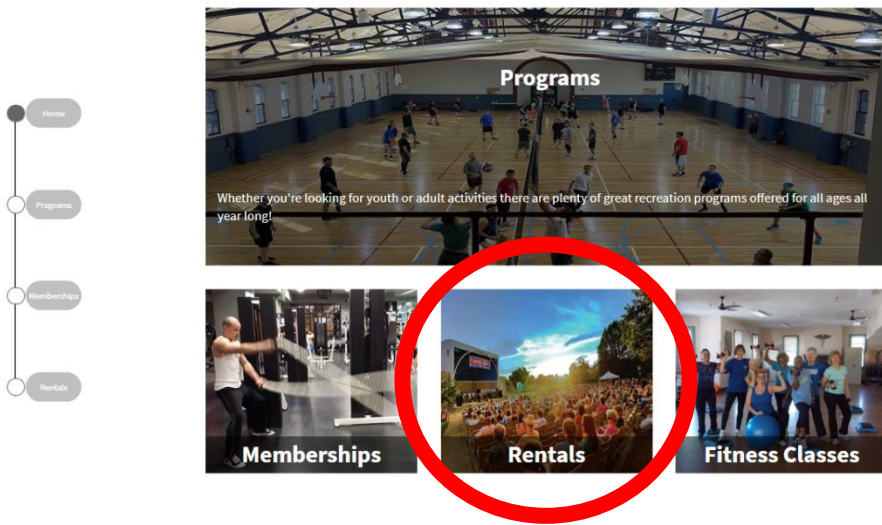 Home
Programs
Memberships
Rentals
Programs
Whether you're looking for youth or adult activities there are plenty of great recreation programs offered for all ages all
year long!
Memberships
Rentals
Fitness Classes